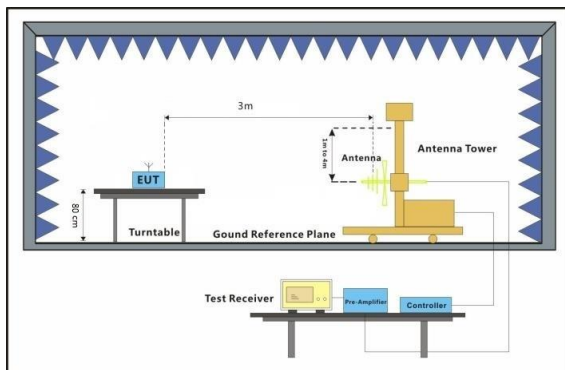 3m
1m to 4m
Antenna
Antenna Tower
EUT
80 cm
Turntable
Gound Reference Plane
Test Receiver
Pre-Amplifier
Controller